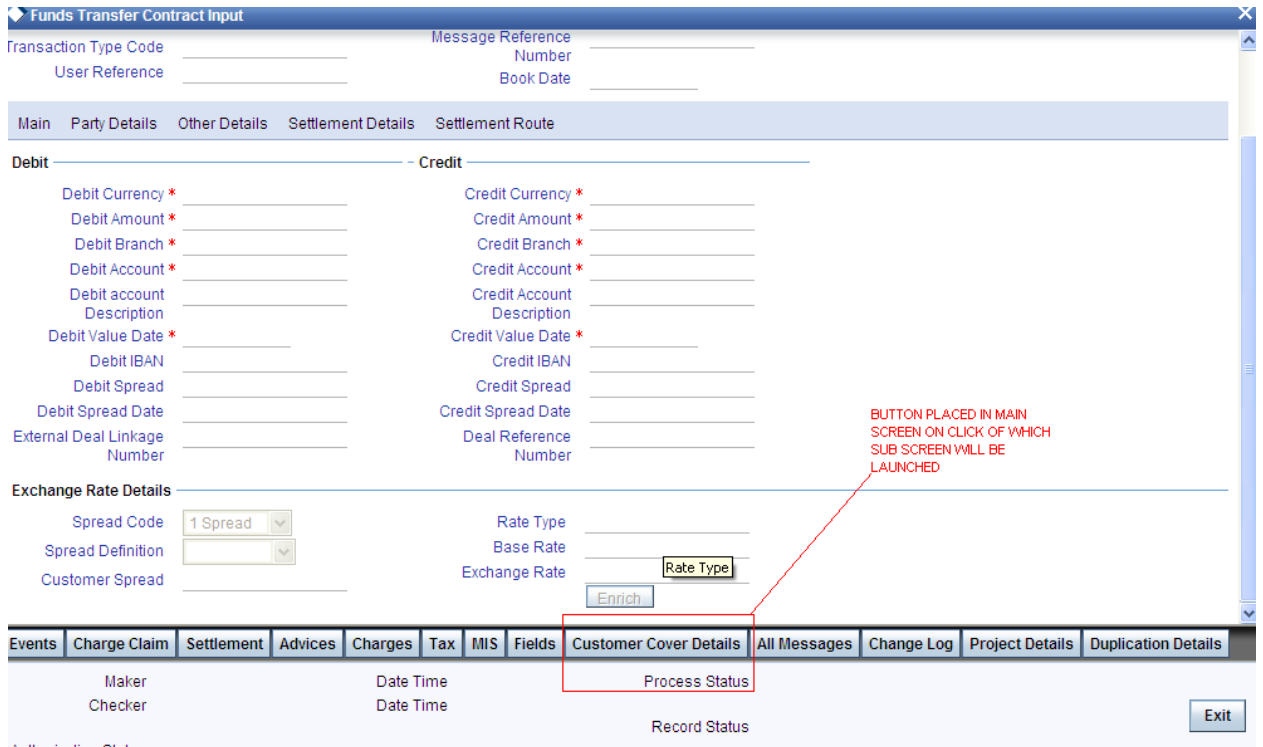 Funds Transfer Contract Input
Transaction Type Code
Message Reference
Number
User Reference
Book Date
Main Party Details Other Details Settlement Details Settlement Route
Debit
Credit
Debit Currency *
Credit Currency *
Debit Amount *
Credit Amount *
Debit Branch *
Credit Branch *
Debit Account *
Credit Account *
Debit account
Description
Credit Account
Description
Debit Value Date *
Credit Value Date *
Debit IBAN
Credit IBAN
Debit Spread
Credit Spread
Debit Spread Date
Credit Spread Date
External Deal Linkage
Number
Deal Reference
Number
BUTTON PLACED IN MAIN
SCREEN ON CLICK OF WHICH
SUB SCREEN WILL BE
LAUNCHED
Exchange Rate Details
Spread Code 1 Spread
Rate Type
Spread Definition
Base Rate
Customer Spread
Exchange Rate
Rate Type
Enrich
Events Charge Claim Settlement Advices Charges Tax MIS Fields Customer Cover Details All Messages Change Log Project Details Duplication Details
Maker Date Time Process Status
Checker Date Time
Record Status
Exit